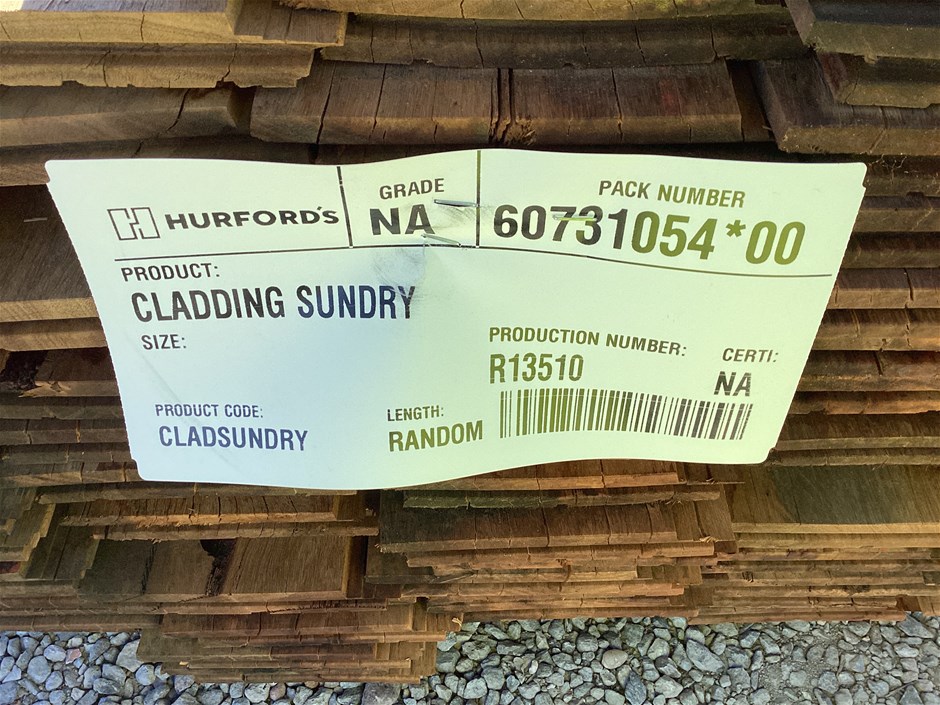 HURFORD'S
GRADE
NA
PACK NUMBER
60731054*00
PRODUCT:
CLADDING SUNDRY
SIZE:
PRODUCTION NUMBER:
R13510
CERTI:
NA
PRODUCT CODE:
CLADSUNDRY
LENGTH:
RANDOM